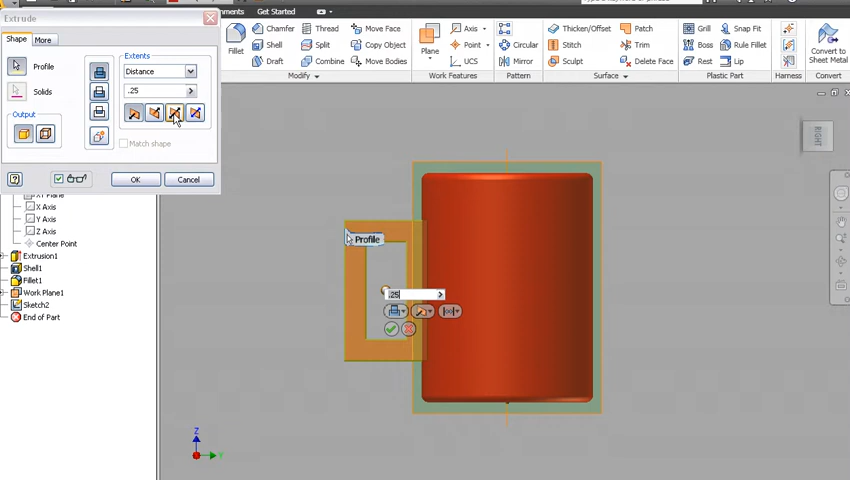 Extrude
Shape More
Profile
Solids
Output
Extents
Distance
.25
Match shape
OK
Cancel
Get Started
Fillet
Chamfer
Shell
Draft
Thread
Split
Combine
Move Face
Copy Object
Move Bodies
Modify
Plane
Axis
Point
UCS
Work Features
Circular
Mirror
Pattern
Thicken/Offset
Stitch
Sculpt
Patch
Trim
Extend
Surface
Grill
Boss
Rest
Snap Fit
Rule Fillet
Lip
Plastic Part
Harness
Convert to
Sheet Metal
RIGHT
X Axis
Y Axis
Z Axis
Center Point
Extrusion1
Shell1
Fillet1
Work Plane1
Sketch2
End of Part
Profile
.25
Z
Y